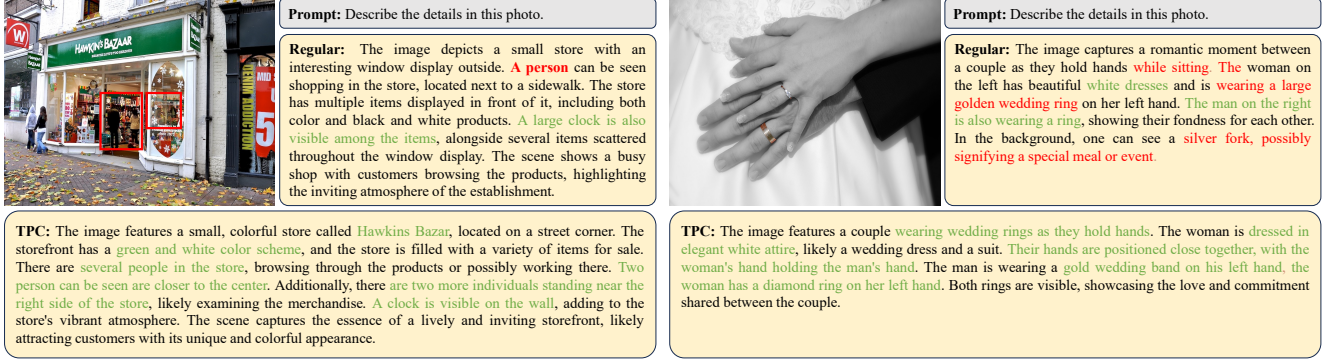 Prompt: Describe the details in this photo.
Regular: The image depicts a small store with an
interesting window display outside. A person can be seen
shopping in the store, located next to a sidewalk. The store
has multiple items displayed in front of it, including both
color and black and white products. A large clock is also
visible among the items, alongside several items scattered
throughout the window display. The scene shows a busy
shop with customers browsing the products, highlighting
the inviting atmosphere of the establishment.
W
HAWKIN'S BAZAAR
MID
5
TPC: The image features a small, colorful store called Hawkins Bazar, located on a street corner. The
storefront has a green and white color scheme, and the store is filled with a variety of items for sale.
There are several people in the store, browsing through the products or possibly working there. Two
person can be seen are closer to the center. Additionally, there are two more individuals standing near the
right side of the store, likely examining the merchandise. A clock is visible on the wall, adding to the
store's vibrant atmosphere. The scene captures the essence of a lively and inviting storefront, likely
attracting customers with its unique and colorful appearance.
Prompt: Describe the details in this photo.
Regular: The image captures a romantic moment between
a couple as they hold hands while sitting. The woman on
the left has beautiful white dresses and is wearing a large
golden wedding ring on her left hand. The man on the right
is also wearing a ring, showing their fondness for each other.
In the background, one can see a silver fork, possibly
signifying a special meal or event.
TPC: The image features a couple wearing wedding rings as they hold hands. The woman is dressed in
elegant white attire, likely a wedding dress and a suit. Their hands are positioned close together, with the
woman's hand holding the man's hand. The man is wearing a gold wedding band on his left hand, the
woman has a diamond ring on her left hand. Both rings are visible, showcasing the love and commitment
shared between the couple.